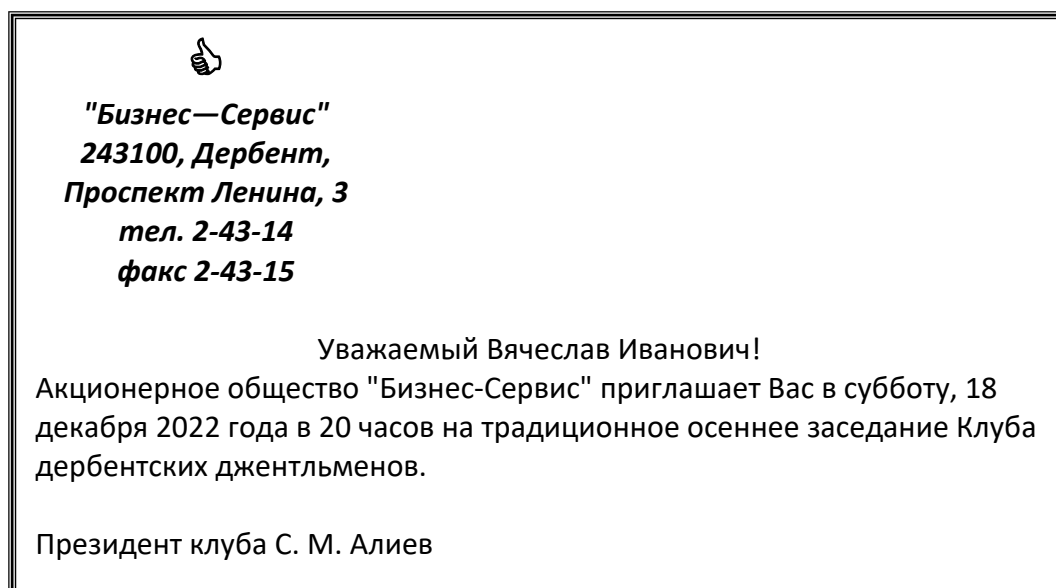 "Бизнес—Сервис"
243100, Дербент,
Проспект Ленина, 3
тел. 2-43-14
факс 2-43-15
Уважаемый Вячеслав Иванович!
Акционерное общество "Бизнес-Сервис" приглашает Вас в субботу, 18
декабря 2022 года в 20 часов на традиционное осеннее заседание Клуба
дербентских джентльменов.
Президент клуба С. М. Алиев